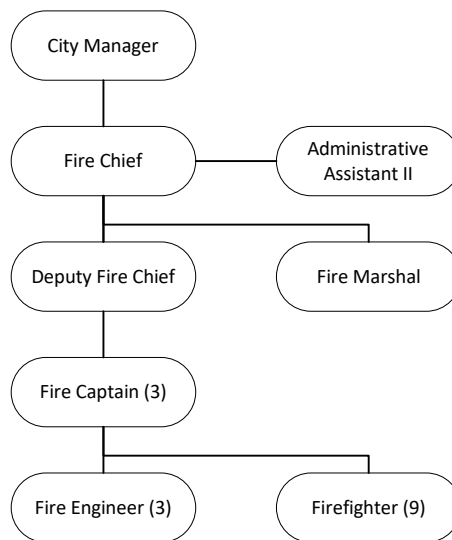 City Manager
Fire Chief
Administrative
Assistant II
Deputy Fire Chief
Fire Marshal
Fire Captain (3)
Fire Engineer (3)
Firefighter (9)